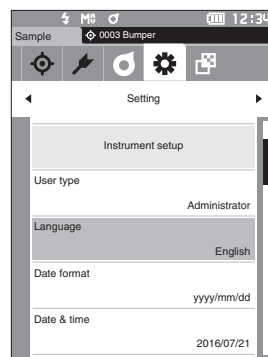 12:34
Sample
0003 Bumper
Setting
Instrument setup
User type
Administrator
Language
English
Date format
yyyy/mm/dd
Date & time
2016/07/21